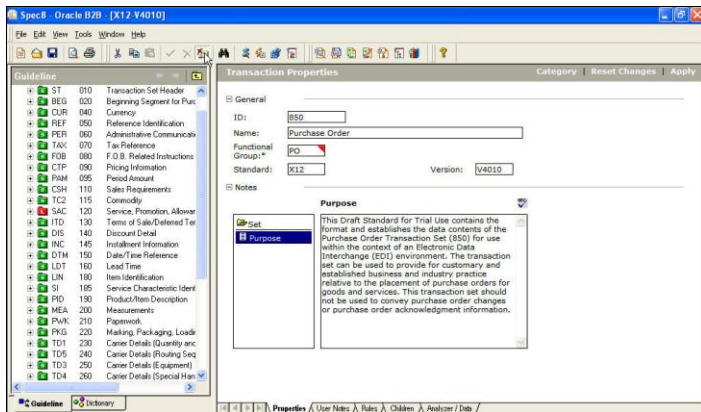 Spec8 - Oracle B2B - [X12-V4010]
File Edit View Tools Window Help
Guideline
ST 010 Transaction Set Header
BEG 020 Beginning Segment for Purc
CUR 040 Currency
REF 050 Reference Identification
PER 060 Administrative Communicati
TAX 070 Tax Reference
FOB 080 F.O.B. Related Instructions
CTP 090 Pricing Information
PAM 095 Period Amount
CSH 110 Sales Requirements
TC2 115 Commodity
SAC 120 Service, Promotion, Allowar
ITD 130 Terms of Sale/Deferred Ter
DIS 140 Discount Detail
INC 145 Installment Information
DTM 150 Date/Time Reference
LDT 160 Lead Time
LIN 180 Item Identification
SI 185 Service Characteristic Ident
PID 190 Product/Item Description
MEA 200 Measurements
PWK 210 Paperwork
PKG 220 Marking, Packaging, Loadir
TD1 230 Carrier Details (Quantity anc
TD5 240 Carrier Details (Routing Seq
TD3 250 Carrier Details (Equipment)
TD4 260 Carrier Details (Special Han
Guideline Dictionary
Transaction Properties Category | Reset Changes | Apply
General
ID: 850
Name: Purchase Order
Functional
Group:* PO
Standard: X12 Version: V4010
Notes
Purpose
Set
Purpose
This Draft Standard for Trial Use contains the
format and establishes the data contents of the
Purchase Order Transaction Set (850) for use
within the context of an Electronic Data
Interchange (EDI) environment. The transaction
set can be used to provide for customary and
established business and industry practice
relative to the placement of purchase orders for
goods and services. This transaction set should
not be used to convey purchase order changes
or purchase order acknowledgment information.
Properties User Notes Rules Children Analyzer / Data